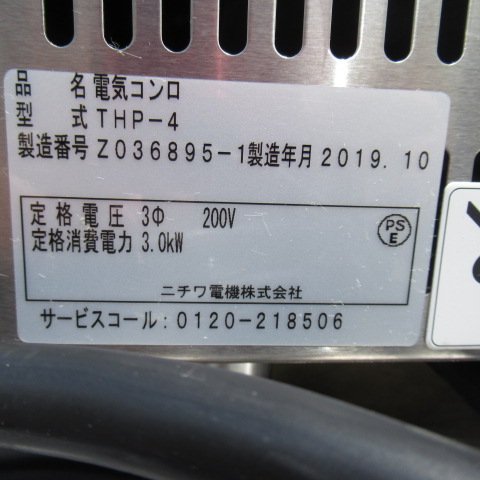 品名 電気コンロ
型式 THP-4
製造番号 Z036895-1 製造年月 2019.10
定格電圧 3Φ 200V
定格消費電力 3.0kW
PS
E
ニチワ電機株式会社
サービスコール:0120-218506